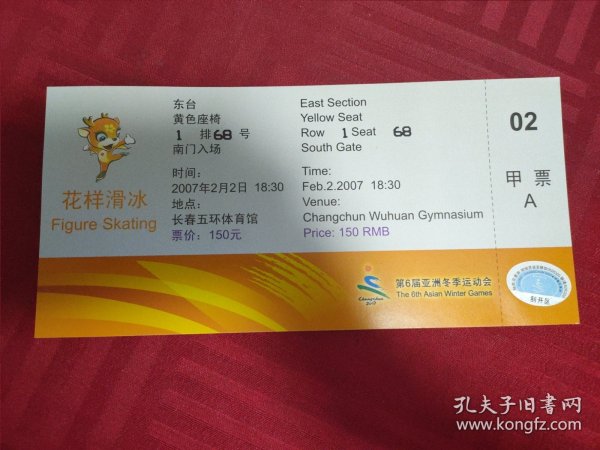 花样滑冰
Figure Skating
东台
黄色座椅
1 排 68 号
南门入场
时间：
2007年2月2日 18:30
地点：
长春五环体育馆
票价：150元
East Section
Yellow Seat
Row 1 Seat 68
South Gate
Time:
Feb.2.2007 18:30
Venue:
Changchun Wuhuan Gymnasium
Price: 150 RMB
02
甲 票
A
Changchun
2007
第6届亚洲冬季运动会
The 6th Asian Winter Games
孔夫子旧书网
www.kongfz.com